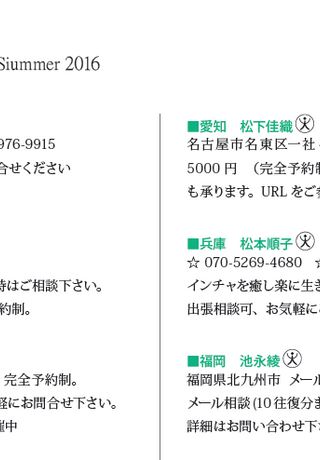 Siummer 2016
976-9915
合せください
時はご相談下さい。
約制。
完全予約制。
軽にお問合せ下さい。
催中
■愛知 松下佳織
名古屋市名東区一社
5000 円 (完全予約制
も承ります。URL をご
■兵庫 松本順子
☆ 070-5269-4680 ☆
インチャを癒し楽に生き
出張相談可、お気軽に
■福岡 池永綾
福岡県北九州市 メール
メール相談(10 往復分ま
詳細はお問い合わせ下